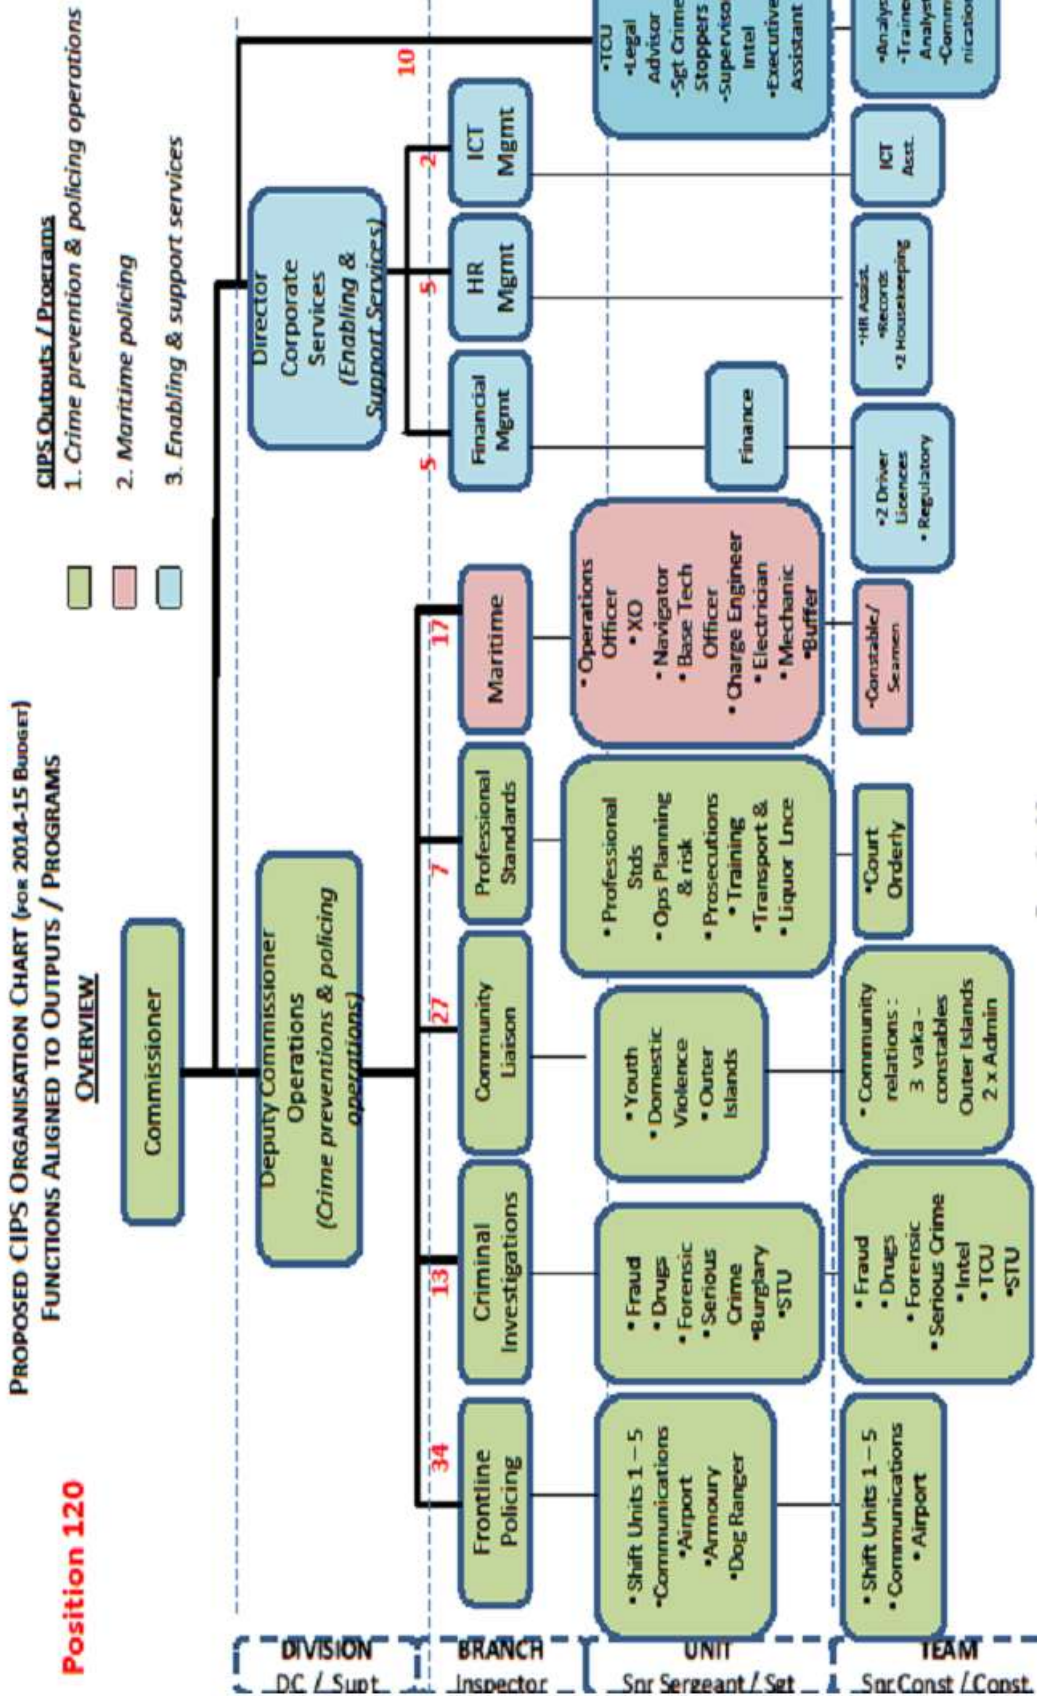 PROPOSED CIPS ORGANISATION CHART (FOR 2014-15 BUDGET)
FUNCTIONS ALIGNED TO OUTPUTS / PROGRAMS
OVERVIEW
Position 120
CIPS Outputs / Programs
1. Crime prevention & policing operations
2. Maritime policing
3. Enabling & support services
Commissioner
DIVISION
DC / Supt
Deputy Commissioner
Operations
(Crime preventions & policing
operations)
Director
Corporate
Services
(Enabling &
Support Services)
34
13
27
7
17
5
5
2
10
BRANCH
Inspector
Frontline
Policing
Criminal
Investigations
Community
Liaison
Professional
Standards
Maritime
Financial
Mgmt
HR
Mgmt
ICT
Mgmt
UNIT
Snr Sergeant / Sgt
• Shift Units 1 – 5
•Communications
•Airport
•Armoury
•Dog Ranger
• Fraud
• Drugs
• Forensic
• Serious
Crime
•Burglary
•STU
• Youth
• Domestic
Violence
• Outer
Islands
• Professional
Stds
• Ops Planning
& risk
• Prosecutions
• Training
•Transport &
• Liquor Lnce
• Operations
Officer
• XO
• Navigator
• Base Tech
Officer
• Charge Engineer
• Electrician
• Mechanic
•Buffer
Finance
•TCU
•Legal
Advisor
-Sgt Crime
Stoppers
-Superviso
Intel
•Executive
Assistant
TEAM
Snr Const / Const.
• Shift Units 1 – 5
• Communications
• Airport
• Fraud
• Drugs
• Forensic
• Serious Crime
• Intel
• TCU
•STU
• Community
relations :
3 vaka –
constables
Outer Islands
2 x Admin
•Court
Orderly
•Constable/
Seamen
•2 Driver
Licences
• Regulatory
•HR Assist.
•Records
•2 Housekeeping
ICT
Asst.
•Analys
-Traine
Analyst
-Comm
nication